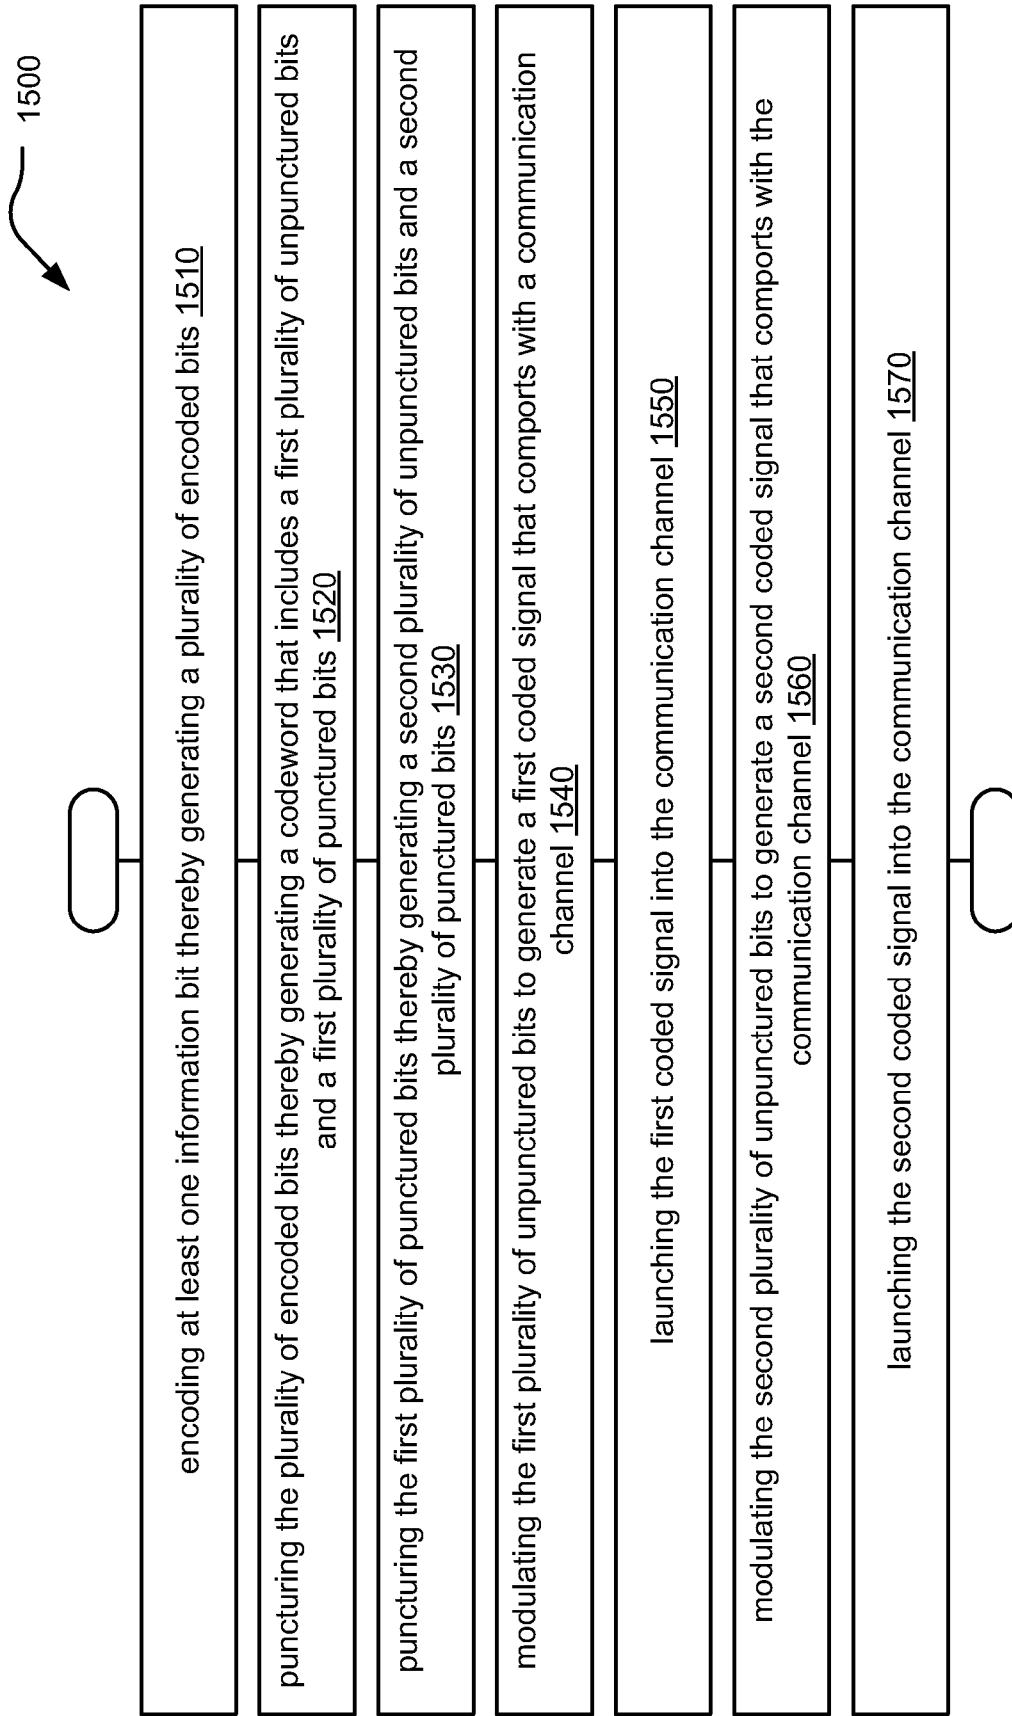 1500
encoding at least one information bit thereby generating a plurality of encoded bits 1510
puncturing the plurality of encoded bits thereby generating a codeword that includes a first plurality of unpunctured bits
and a first plurality of punctured bits 1520
puncturing the first plurality of punctured bits thereby generating a second plurality of unpunctured bits and a second
plurality of punctured bits 1530
modulating the first plurality of unpunctured bits to generate a first coded signal that comports with a communication
channel 1540
launching the first coded signal into the communication channel 1550
modulating the second plurality of unpunctured bits to generate a second coded signal that comports with the
communication channel 1560
launching the second coded signal into the communication channel 1570